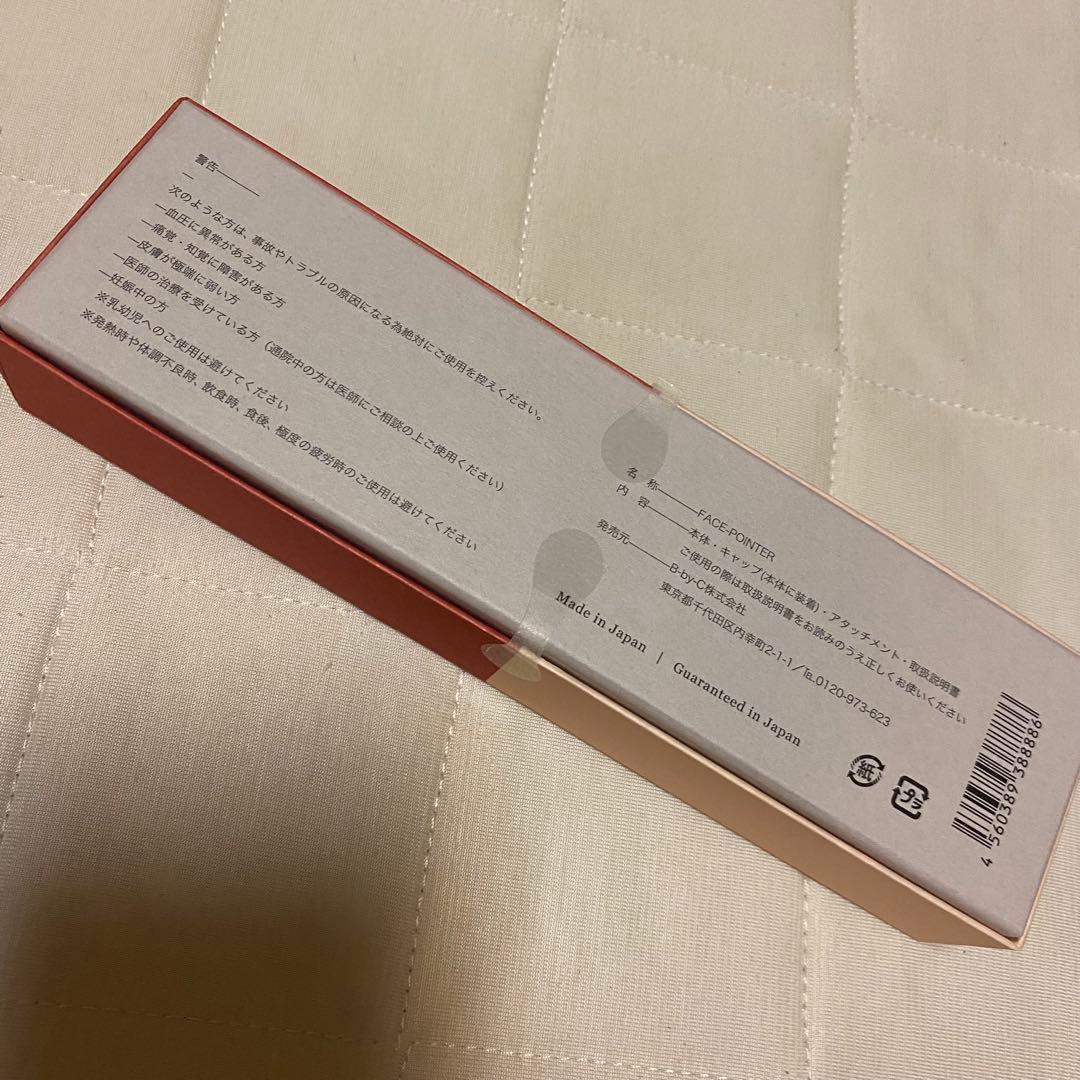 警告
次のような方は、事故やトラブルの原因になる為絶対にご使用を控えください。
—血圧に異常がある方
—痛覚・知覚に障害がある方
—皮膚が極端に弱い方
—医師の治療を受けている方（通院中の方は医師にご相談の上ご使用ください）
—妊娠中の方
※乳幼児へのご使用は避けてください
※発熱時や体調不良時、飲食時、食後、極度の疲労時のご使用は避けてください
名 称———FACE-POINTER
内 容———本体・キャップ(本体に装着)・アタッチメント・取扱説明書
ご使用の際は取扱説明書をお読みのうえ正しくお使いください
発売元———B-by-C株式会社
東京都千代田区内幸町2-1-1／℡.0120-973-623
Made in Japan | Guaranteed in Japan
紙
プラ
4 560389 388886